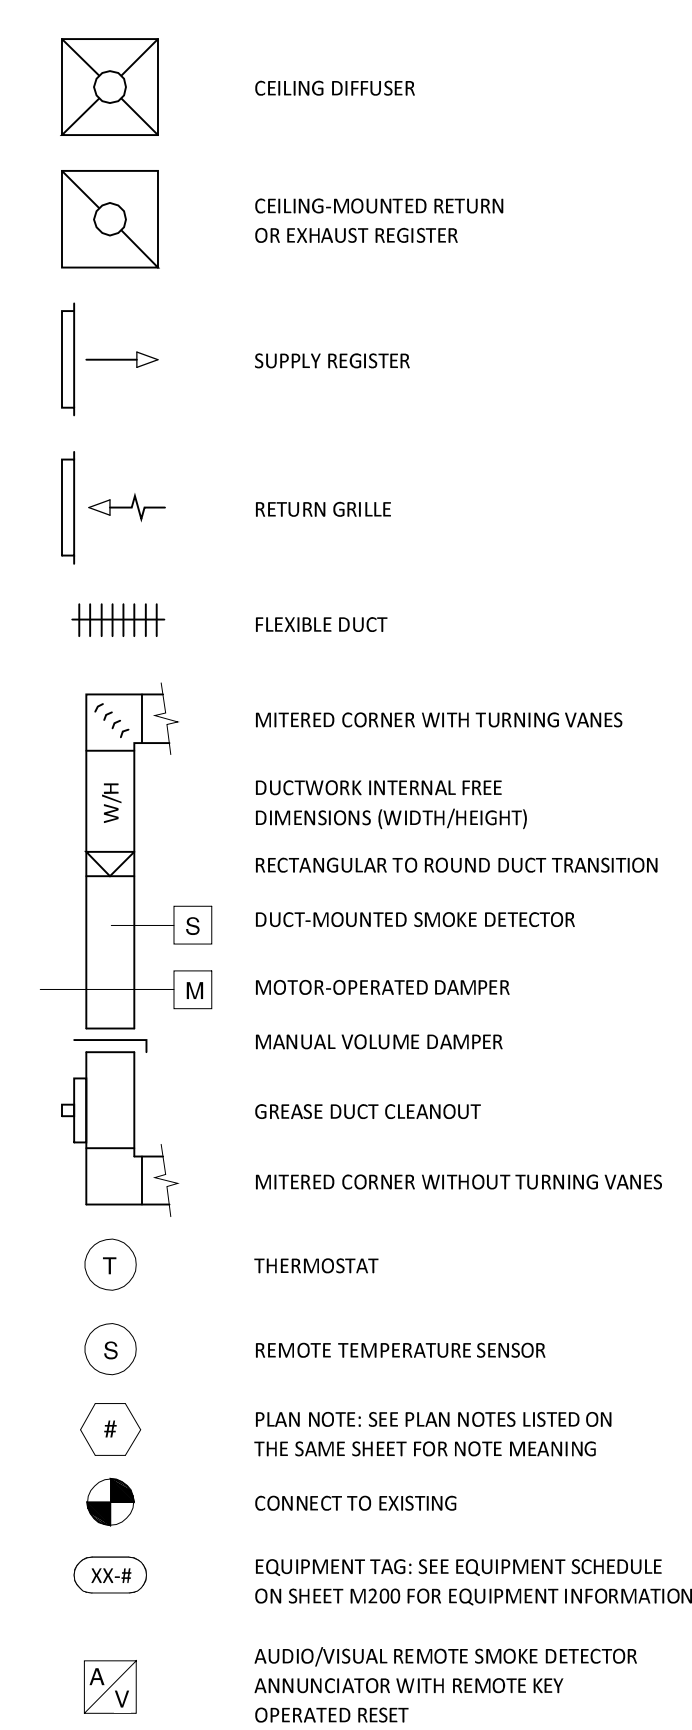 CEILING DIFFUSER
CEILING-MOUNTED RETURN
OR EXHAUST REGISTER
SUPPLY REGISTER
RETURN GRILLE
FLEXIBLE DUCT
MITERED CORNER WITH TURNING VANES
W/H
DUCTWORK INTERNAL FREE
DIMENSIONS (WIDTH/HEIGHT)
RECTANGULAR TO ROUND DUCT TRANSITION
S DUCT-MOUNTED SMOKE DETECTOR
M MOTOR-OPERATED DAMPER
MANUAL VOLUME DAMPER
GREASE DUCT CLEANOUT
MITERED CORNER WITHOUT TURNING VANES
T THERMOSTAT
S REMOTE TEMPERATURE SENSOR
# PLAN NOTE: SEE PLAN NOTES LISTED ON
THE SAME SHEET FOR NOTE MEANING
CONNECT TO EXISTING
XX-# EQUIPMENT TAG: SEE EQUIPMENT SCHEDULE
ON SHEET M200 FOR EQUIPMENT INFORMATION
A/V AUDIO/VISUAL REMOTE SMOKE DETECTOR
ANNUNCIATOR WITH REMOTE KEY
OPERATED RESET